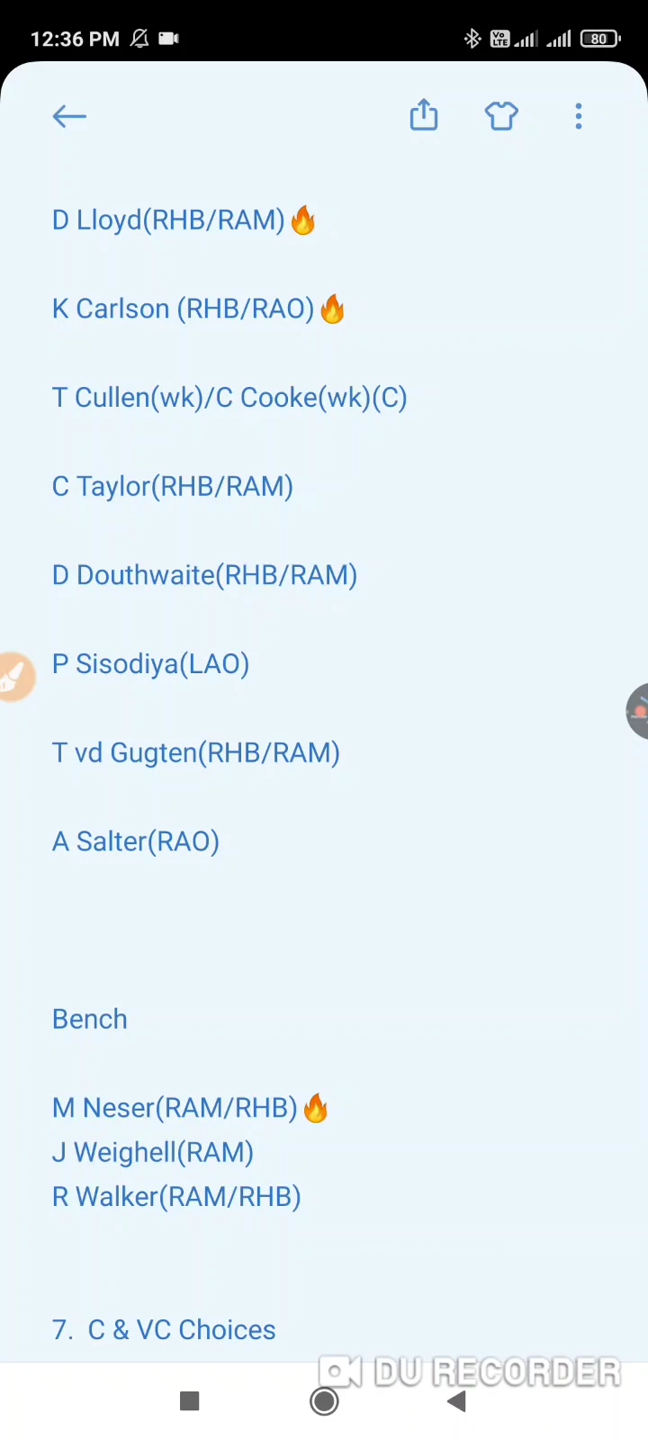 12:36 PM
Vo LTE
80
D Lloyd(RHB/RAM)🔥
K Carlson (RHB/RAO)🔥
T Cullen(wk)/C Cooke(wk)(C)
C Taylor(RHB/RAM)
D Douthwaite(RHB/RAM)
P Sisodiya(LAO)
T vd Gugten(RHB/RAM)
A Salter(RAO)
Bench
M Neser(RAM/RHB)🔥
J Weighell(RAM)
R Walker(RAM/RHB)
7.  C & VC Choices
DU RECORDER